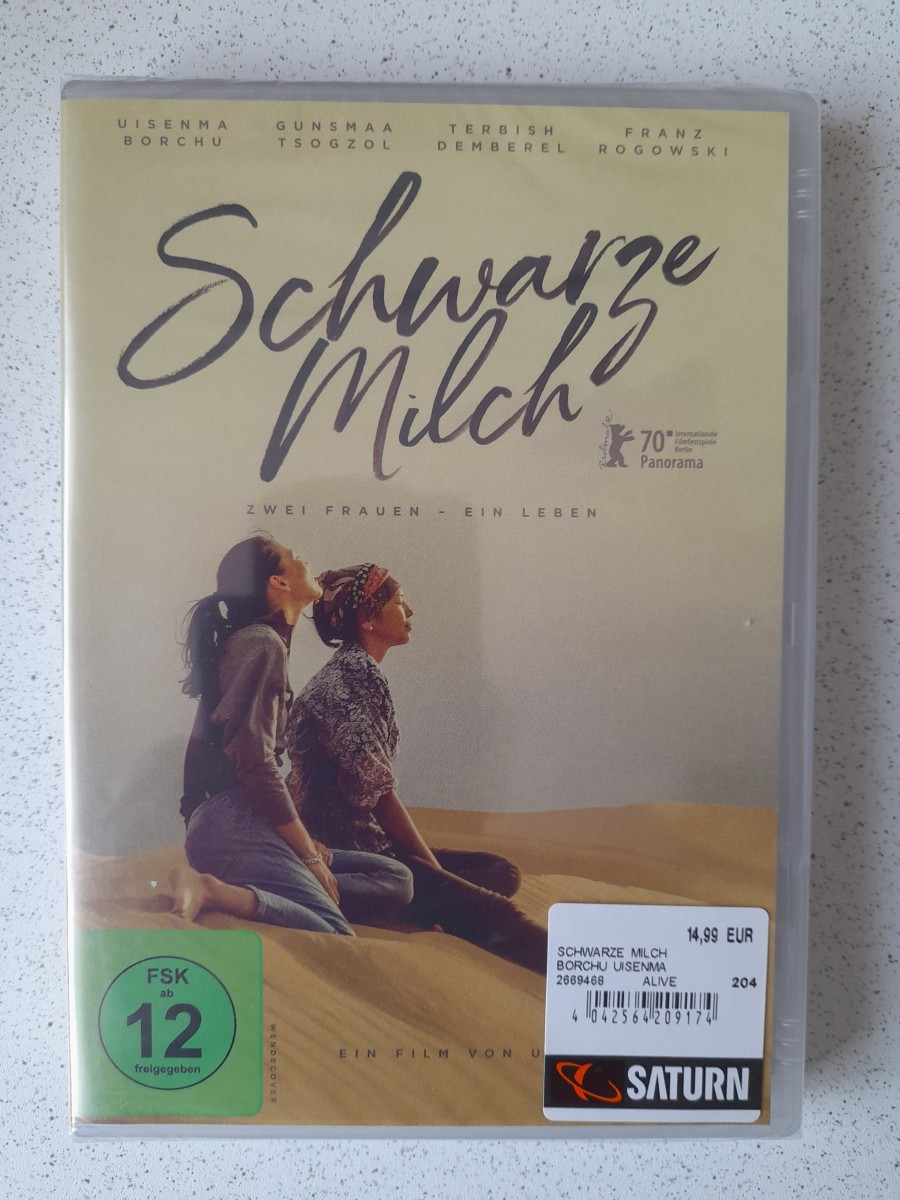 UISENMA
BORCHU
GUNSMAA
TSOGZOL
TERBISH
DEMBEREL
FRANZ
ROGOWSKI
Schwarze
Milch
70
Internationale
Filmfestspiele
Berlin
Panorama
ZWEI FRAUEN – EIN LEBEN
14,99 EUR
SCHWARZE MILCH
BORCHU UISENMA
2669468 ALIVE 204
4 042564 209174
SATURN
FSK
ab
12
freigegeben
WENDECOVER
EIN FILM VON U